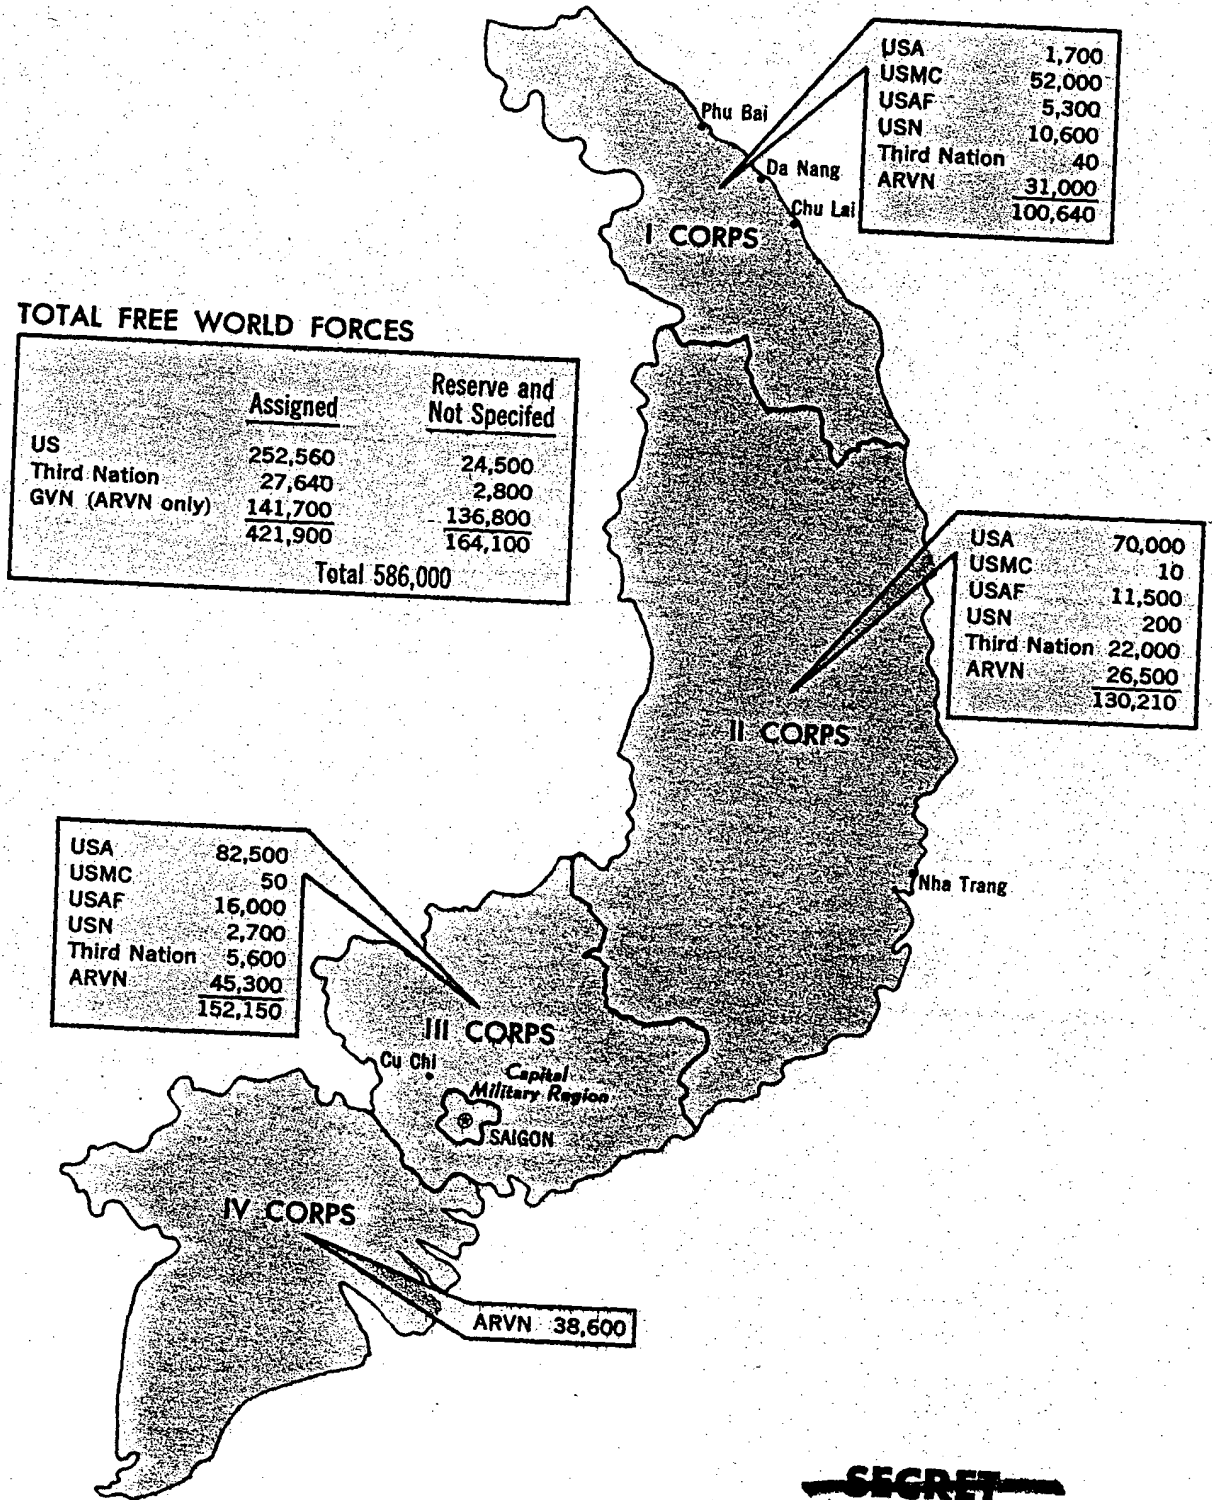 USA 1,700
USMC 52,000
USAF 5,300
USN 10,600
Third Nation 40
ARVN 31,000
100,640
Phu Bai
Da Nang
Chu Lai
I CORPS
TOTAL FREE WORLD FORCES
Assigned Reserve and
Not Specifed
US 252,560 24,500
Third Nation 27,640 2,800
GVN (ARVN only) 141,700 136,800
421,900 164,100
Total 586,000
USA 70,000
USMC 10
USAF 11,500
USN 200
Third Nation 22,000
ARVN 26,500
130,210
II CORPS
Nha Trang
USA 82,500
USMC 50
USAF 16,000
USN 2,700
Third Nation 5,600
ARVN 45,300
152,150
III CORPS
Cu Chi
Capital
Military Region
SAIGON
IV CORPS
ARVN 38,600
SECRET